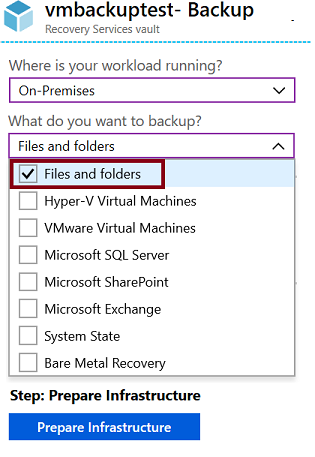 vmbackuptest- Backup
Recovery Services vault
Where is your workload running?
On-Premises
What do you want to backup?
Files and folders
Files and folders
Hyper-V Virtual Machines
VMware Virtual Machines
Microsoft SQL Server
Microsoft SharePoint
Microsoft Exchange
System State
Bare Metal Recovery
Step: Prepare Infrastructure
Prepare Infrastructure